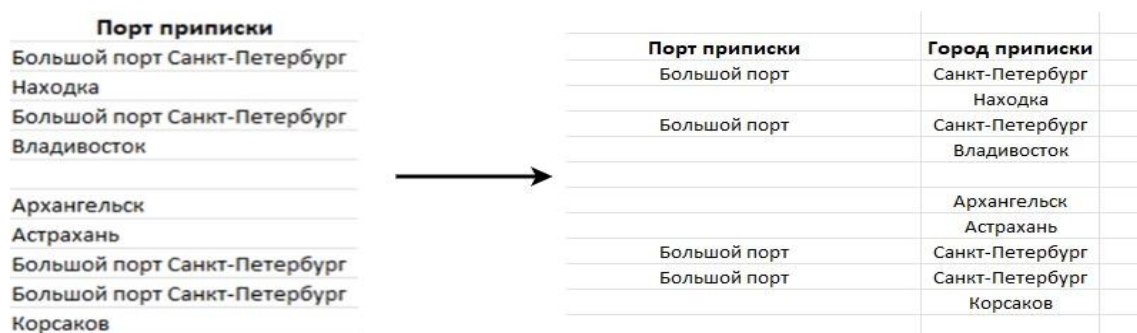 Порт приписки
Большой порт Санкт-Петербург
Находка
Большой порт Санкт-Петербург
Владивосток
Архангельск
Астрахань
Большой порт Санкт-Петербург
Большой порт Санкт-Петербург
Корсаков
Порт приписки Город приписки
Большой порт Санкт-Петербург
Находка
Большой порт Санкт-Петербург
Владивосток
Архангельск
Астрахань
Большой порт Санкт-Петербург
Большой порт Санкт-Петербург
Корсаков